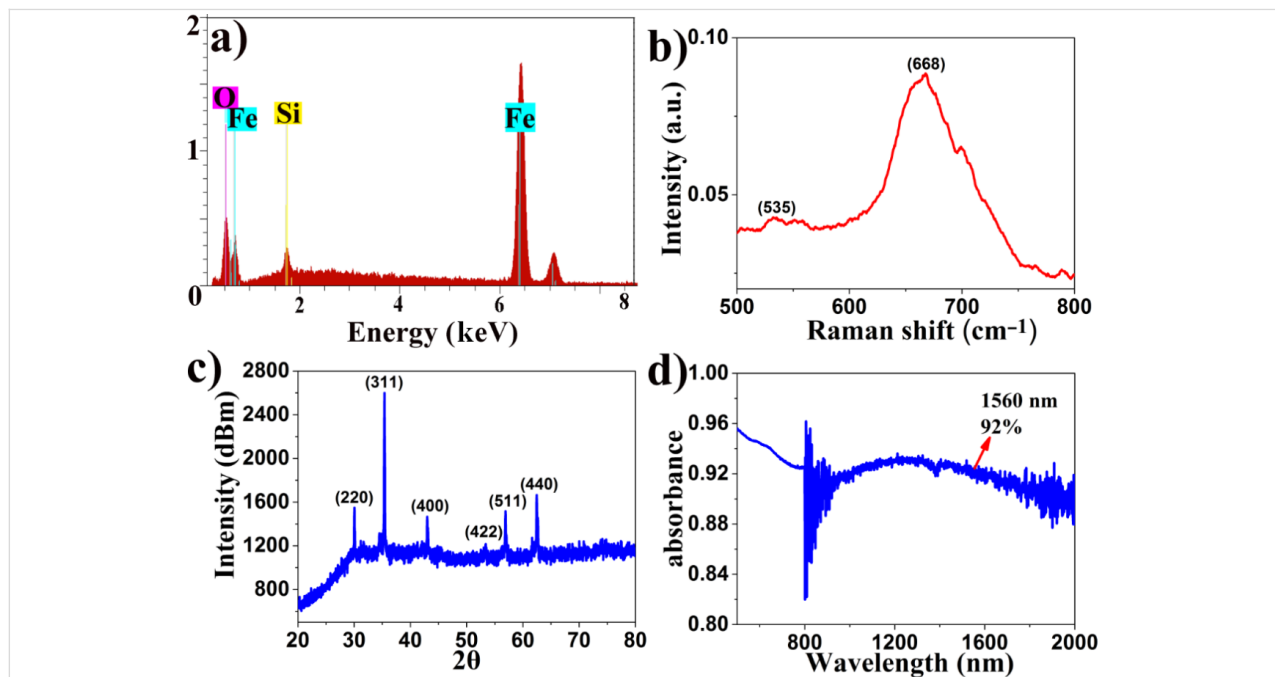 a)
2
1
0
O
Fe
Si
Fe
2
4
6
8
Energy (keV)
b)
0.10
0.05
(535)
(668)
500
600
700
800
Intensity (a.u.)
Raman shift (cm⁻¹)
c)
2800
2400
2000
1600
1200
800
(220)
(311)
(400)
(422)
(511)
(440)
20
30
40
50
60
70
80
Intensity (dBm)
2θ
d)
1.00
0.96
0.92
0.88
0.84
0.80
1560 nm
92%
800
1200
1600
2000
absorbance
Wavelength (nm)